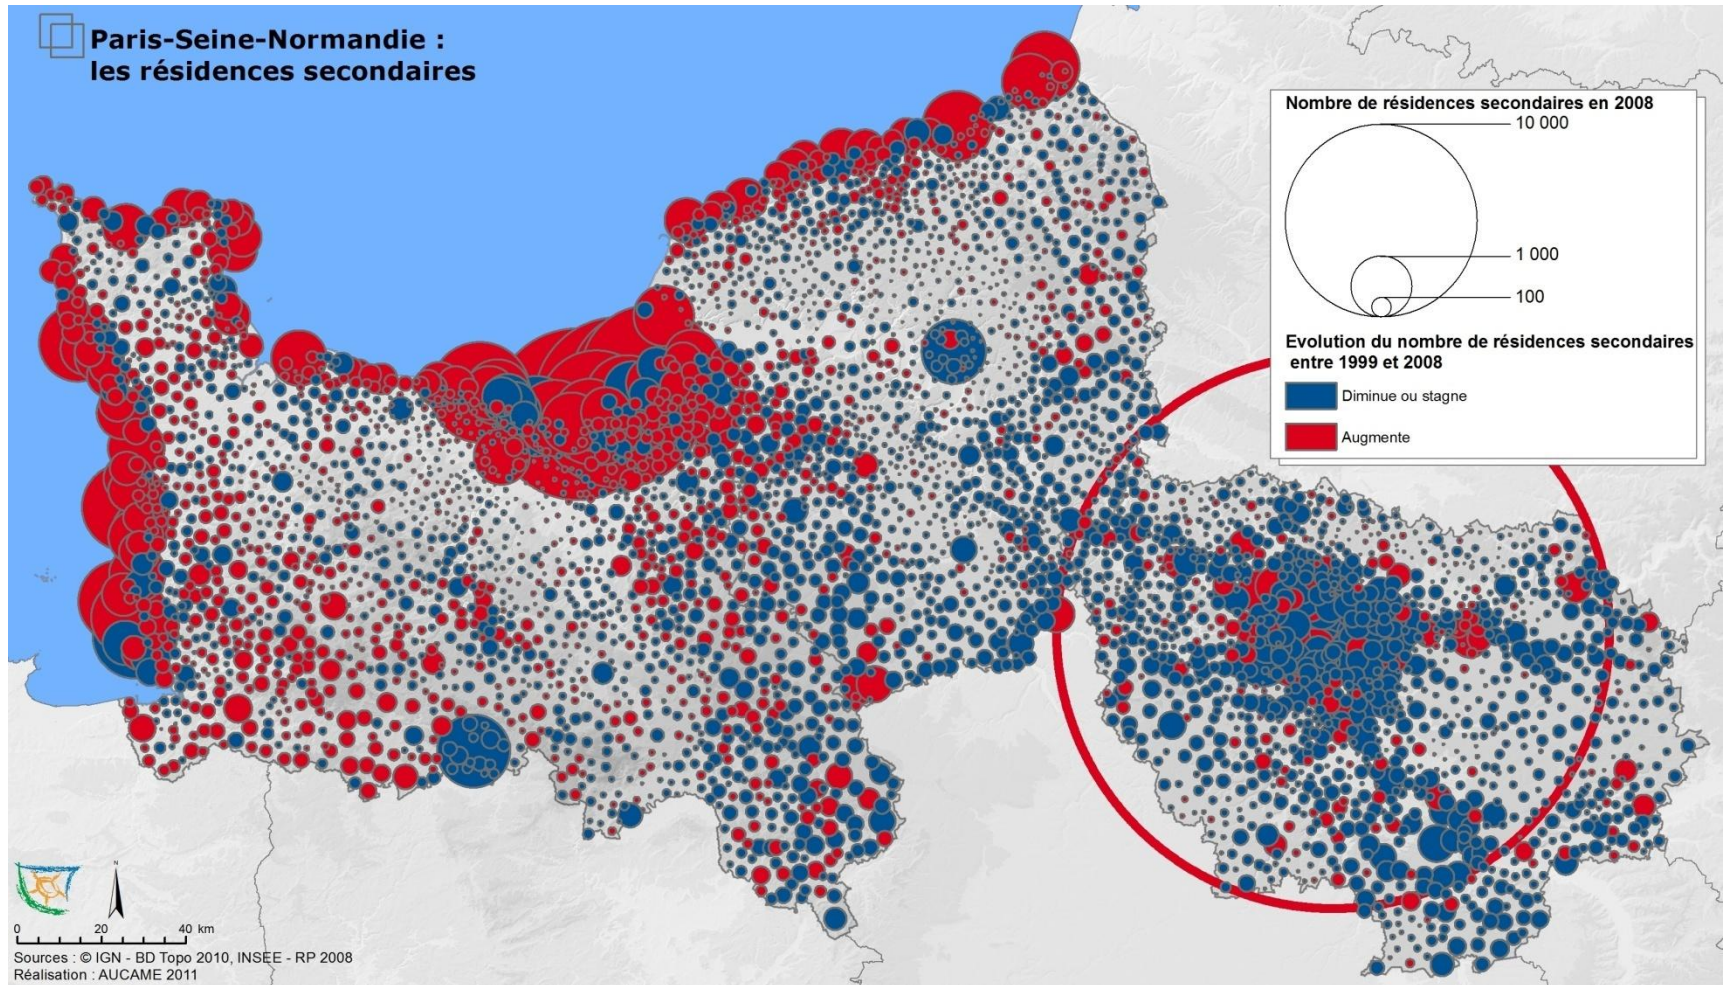 Paris-Seine-Normandie :
les résidences secondaires
Nombre de résidences secondaires en 2008
10 000
1 000
100
Evolution du nombre de résidences secondaires
entre 1999 et 2008
Diminue ou stagne
Augmente
N
0 20 40 km
Sources : © IGN - BD Topo 2010, INSEE - RP 2008
Réalisation : AUCAME 2011